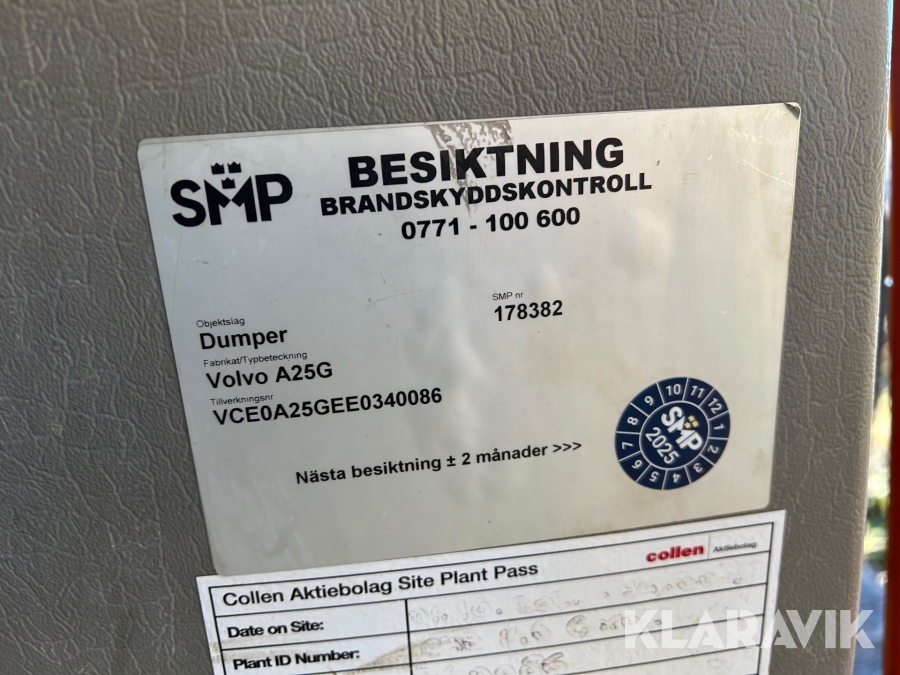 SMP
BESIKTNING
BRANDSKYDDSKONTROLL
0771 - 100 600
Objektslag
Dumper
SMP nr
178382
Fabrikat/Typbeteckning
Volvo A25G
Tillverkningsnr
VCE0A25GEE0340086
Nästa besiktning ± 2 månader >>>
10 11 12 1 2 3 4 5 6 7 8 9
SMP
2025
collen Aktiebolag
Collen Aktiebolag Site Plant Pass
Date on Site:
Plant ID Number:
KLARAVIK